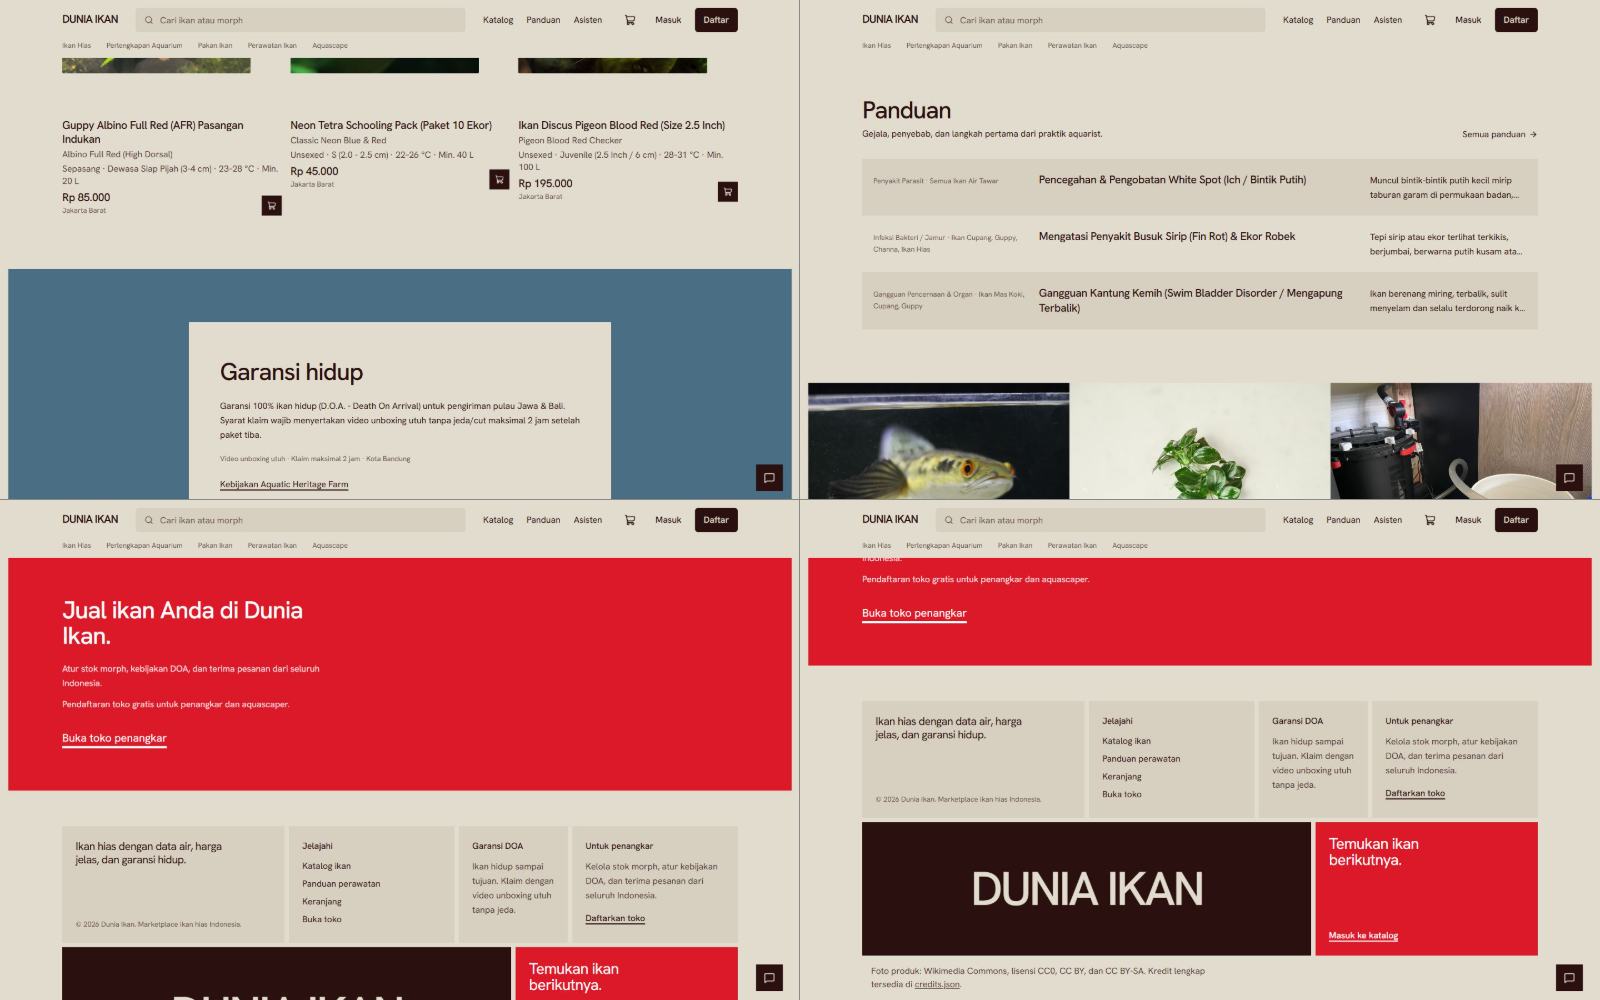 DUNIA IKAN
Cari ikan atau morph
Katalog
Panduan
Asisten
Masuk
Daftar
Ikan Hias
Perlengkapan Aquarium
Pakan Ikan
Perawatan Ikan
Aquascape
Guppy Albino Full Red (AFR) Pasangan
Indukan
Albino Full Red (High Dorsal)
Sepasang · Dewasa Siap Pijah (3-4 cm) · 23–28 °C · Min.
20 L
Rp 85.000
Jakarta Barat
Neon Tetra Schooling Pack (Paket 10 Ekor)
Classic Neon Blue & Red
Unsexed · S (2.0 - 2.5 cm) · 22–26 °C · Min. 40 L
Rp 45.000
Jakarta Barat
Ikan Discus Pigeon Blood Red (Size 2.5 Inch)
Pigeon Blood Red Checker
Unsexed · Juvenile (2.5 Inch / 6 cm) · 28–31 °C · Min.
100 L
Rp 195.000
Jakarta Barat
Garansi hidup
Garansi 100% ikan hidup (D.O.A. - Death On Arrival) untuk pengiriman pulau Jawa & Bali.
Syarat klaim wajib menyertakan video unboxing utuh tanpa jeda/cut maksimal 2 jam setelah
paket tiba.
Video unboxing utuh · Klaim maksimal 2 jam · Kota Bandung
Kebijakan Aquatic Heritage Farm
DUNIA IKAN
Cari ikan atau morph
Katalog
Panduan
Asisten
Masuk
Daftar
Ikan Hias
Perlengkapan Aquarium
Pakan Ikan
Perawatan Ikan
Aquascape
Panduan
Gejala, penyebab, dan langkah pertama dari praktik aquarist.
Semua panduan →
Penyakit Parasit · Semua Ikan Air Tawar
Pencegahan & Pengobatan White Spot (Ich / Bintik Putih)
Muncul bintik-bintik putih kecil mirip
taburan garam di permukaan badan,...
Infeksi Bakteri / Jamur · Ikan Cupang, Guppy,
Channa, Ikan Hias
Mengatasi Penyakit Busuk Sirip (Fin Rot) & Ekor Robek
Tepi sirip atau ekor terlihat terkikis,
berjumbai, berwarna putih kusam ata...
Gangguan Pencernaan & Organ · Ikan Mas Koki,
Cupang, Guppy
Gangguan Kantung Kemih (Swim Bladder Disorder / Mengapung
Terbalik)
Ikan berenang miring, terbalik, sulit
menyelam dan selalu terdorong naik k...
DUNIA IKAN
Cari ikan atau morph
Katalog
Panduan
Asisten
Masuk
Daftar
Ikan Hias
Perlengkapan Aquarium
Pakan Ikan
Perawatan Ikan
Aquascape
Jual ikan Anda di Dunia
Ikan.
Atur stok morph, kebijakan DOA, dan terima pesanan dari seluruh
Indonesia.
Pendaftaran toko gratis untuk penangkar dan aquascaper.
Buka toko penangkar
Ikan hias dengan data air, harga
jelas, dan garansi hidup.
© 2026 Dunia Ikan. Marketplace ikan hias Indonesia.
Jelajahi
Katalog ikan
Panduan perawatan
Keranjang
Buka toko
Garansi DOA
Ikan hidup sampai
tujuan. Klaim dengan
video unboxing utuh
tanpa jeda.
Untuk penangkar
Kelola stok morph, atur kebijakan
DOA, dan terima pesanan dari
seluruh Indonesia.
Daftarkan toko
DUNIA IKAN
Temukan ikan
berikutnya.
DUNIA IKAN
Cari ikan atau morph
Katalog
Panduan
Asisten
Masuk
Daftar
Ikan Hias
Perlengkapan Aquarium
Pakan Ikan
Perawatan Ikan
Aquascape
Indonesia.
Pendaftaran toko gratis untuk penangkar dan aquascaper.
Buka toko penangkar
Ikan hias dengan data air, harga
jelas, dan garansi hidup.
© 2026 Dunia Ikan. Marketplace ikan hias Indonesia.
Jelajahi
Katalog ikan
Panduan perawatan
Keranjang
Buka toko
Garansi DOA
Ikan hidup sampai
tujuan. Klaim dengan
video unboxing utuh
tanpa jeda.
Untuk penangkar
Kelola stok morph, atur kebijakan
DOA, dan terima pesanan dari
seluruh Indonesia.
Daftarkan toko
DUNIA IKAN
Temukan ikan
berikutnya.
Masuk ke katalog
Foto produk: Wikimedia Commons, lisensi CC0, CC BY, dan CC BY-SA. Kredit lengkap
tersedia di credits.json.